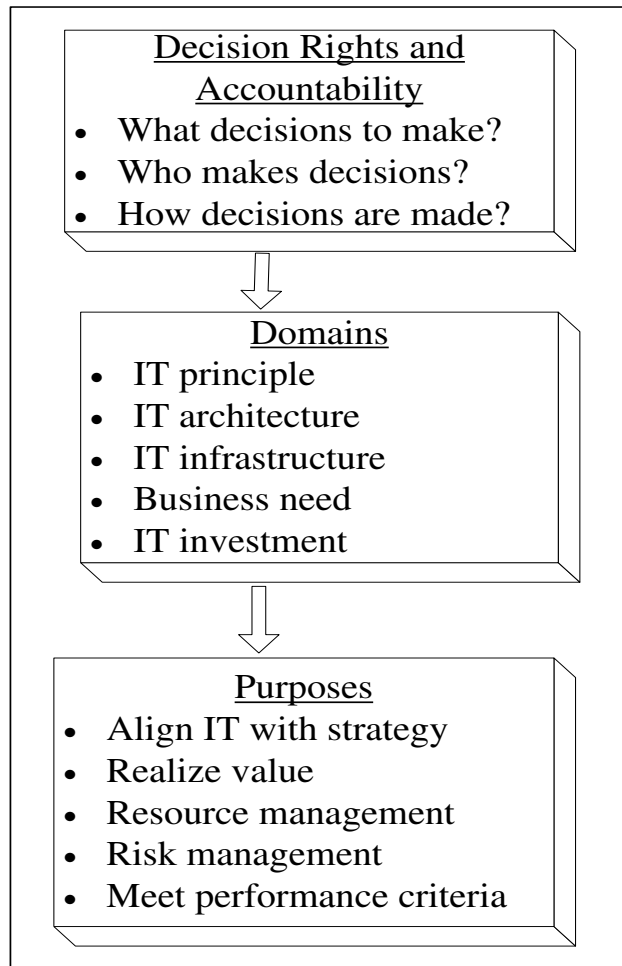 Decision Rights and
Accountability
• What decisions to make?
• Who makes decisions?
• How decisions are made?
Domains
• IT principle
• IT architecture
• IT infrastructure
• Business need
• IT investment
Purposes
• Align IT with strategy
• Realize value
• Resource management
• Risk management
• Meet performance criteria